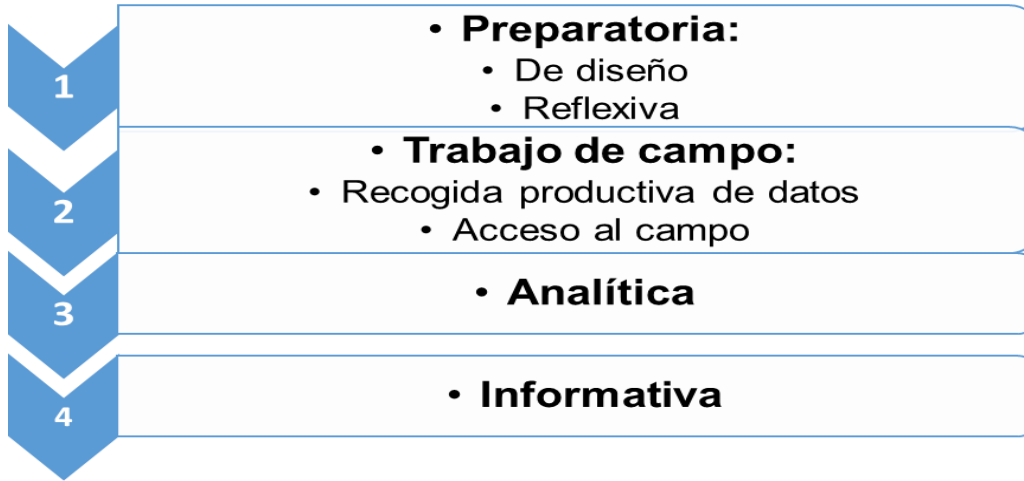 1
• Preparatoria:
• De diseño
• Reflexiva
2
• Trabajo de campo:
• Recogida productiva de datos
• Acceso al campo
3
• Analítica
4
• Informativa